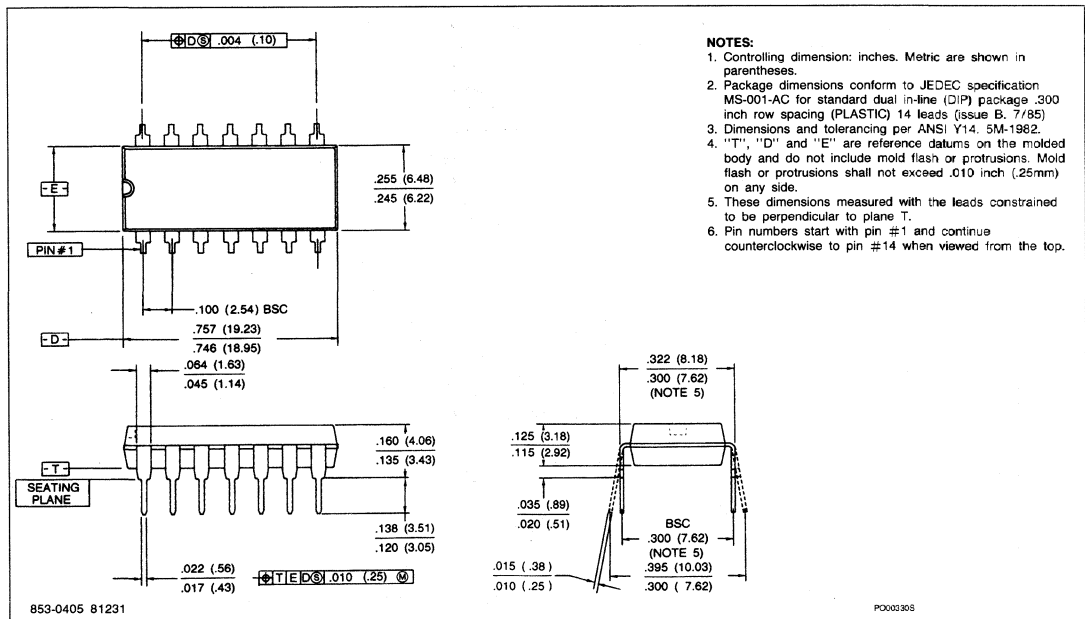 ⌖ D Ⓢ .004 (.10)
- E -
.255 (6.48)
.245 (6.22)
PIN #1
.100 (2.54) BSC
- D -
.757 (19.23)
.746 (18.95)
.064 (1.63)
.045 (1.14)
.160 (4.06)
.135 (3.43)
- T -
SEATING
PLANE
.138 (3.51)
.120 (3.05)
.022 (.56)
.017 (.43)
⌖ T E D Ⓢ .010 (.25) Ⓜ
853-0405 81231
NOTES:
1. Controlling dimension: inches. Metric are shown in
parentheses.
2. Package dimensions conform to JEDEC specification
MS-001-AC for standard dual in-line (DIP) package .300
inch row spacing (PLASTIC) 14 leads (issue B. 7/85)
3. Dimensions and tolerancing per ANSI Y14. 5M-1982.
4. "T", "D" and "E" are reference datums on the molded
body and do not include mold flash or protrusions. Mold
flash or protrusions shall not exceed .010 inch (.25mm)
on any side.
5. These dimensions measured with the leads constrained
to be perpendicular to plane T.
6. Pin numbers start with pin #1 and continue
counterclockwise to pin #14 when viewed from the top.
.322 (8.18)
.300 (7.62)
(NOTE 5)
.125 (3.18)
.115 (2.92)
.035 (.89)
.020 (.51)
BSC
.300 (7.62)
(NOTE 5)
.395 (10.03)
.300 ( 7.62)
.015 ( .38)
.010 ( .25 )
PO00330S